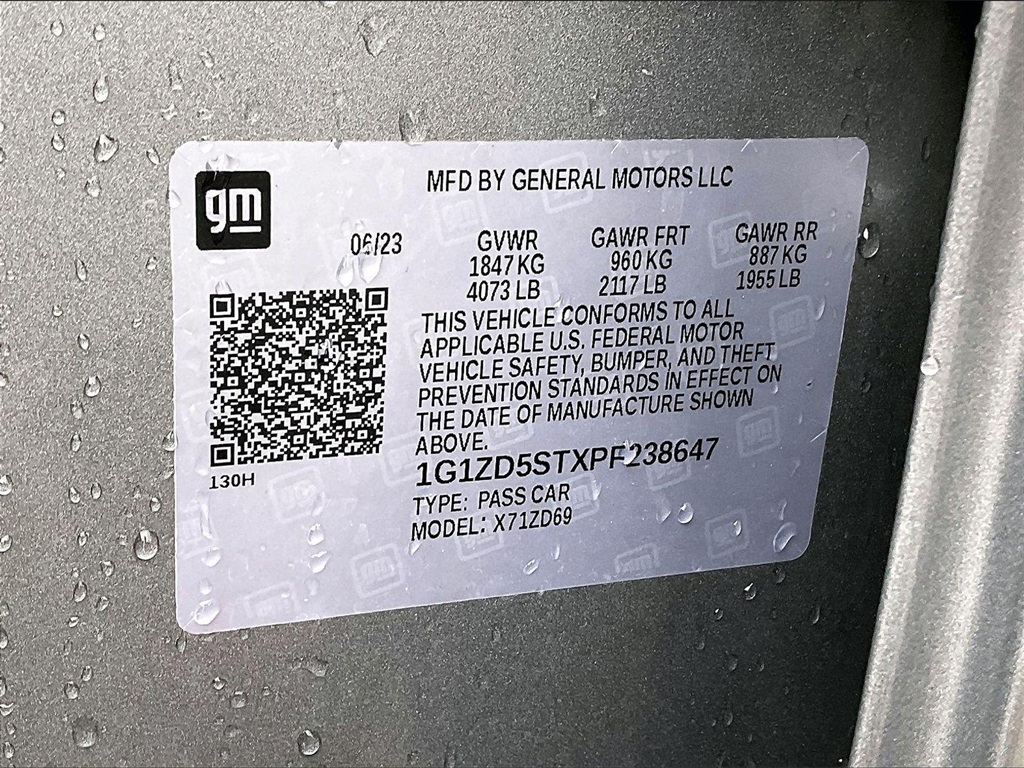 gm
MFD BY GENERAL MOTORS LLC
06/23 GVWR GAWR FRT GAWR RR
1847 KG 960 KG 887 KG
4073 LB 2117 LB 1955 LB
THIS VEHICLE CONFORMS TO ALL
APPLICABLE U.S. FEDERAL MOTOR
VEHICLE SAFETY, BUMPER, AND THEFT
PREVENTION STANDARDS IN EFFECT ON
THE DATE OF MANUFACTURE SHOWN
ABOVE.
130H
1G1ZD5STXPF238647
TYPE: PASS CAR
MODEL: X71ZD69